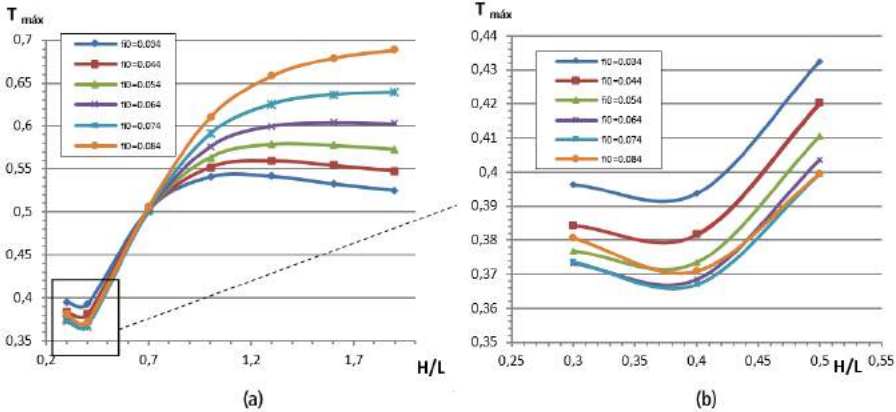 T máx
0,7
0,65
0,6
0,55
0,5
0,45
0,4
0,35
fi0=0.034
fi0=0.044
fi0=0.054
fi0=0.064
fi0=0.074
fi0=0.084
0,2
0,7
1,2
1,7
H/L
(a)
T máx
0,44
0,43
0,42
0,41
0,4
0,39
0,38
0,37
0,36
0,35
fi0=0.034
fi0=0.044
fi0=0.054
fi0=0.064
fi0=0.074
fi0=0.084
0,25
0,3
0,35
0,4
0,45
0,5
0,55
H/L
(b)